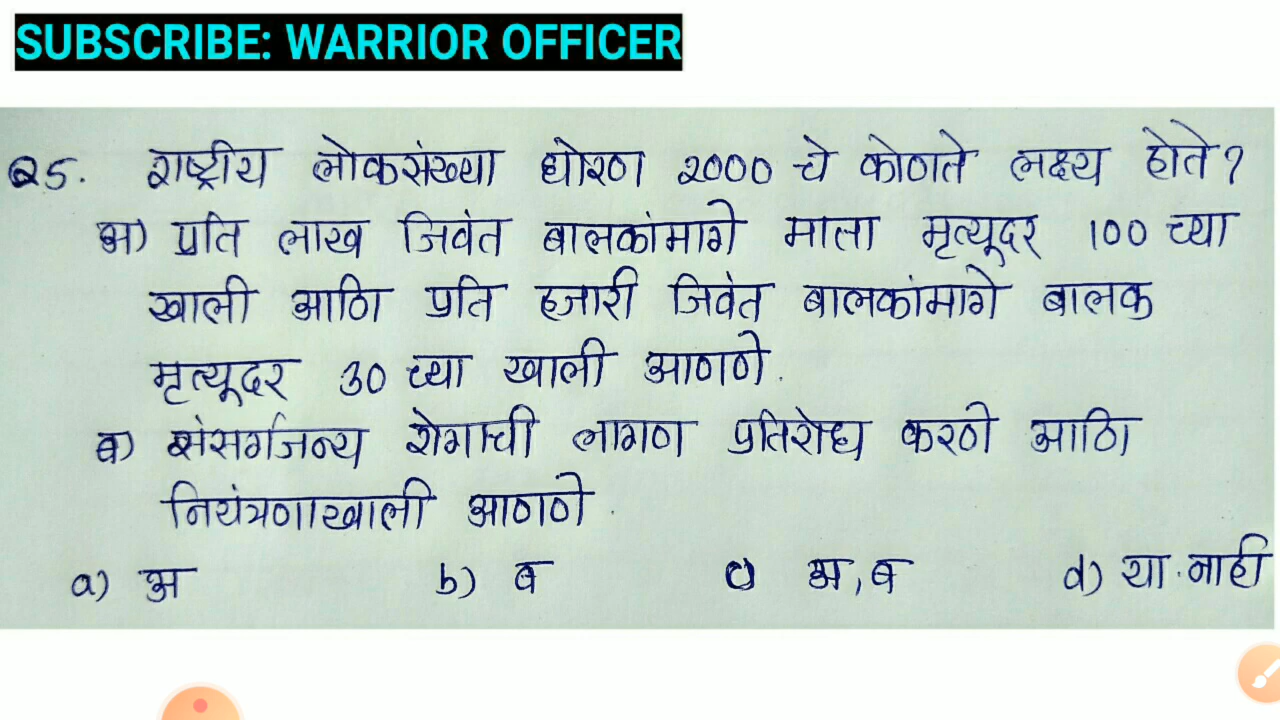 SUBSCRIBE: WARRIOR OFFICER
Q5. राष्ट्रीय लोकसंख्या धोरण 2000 चे कोणते लक्ष्य होते?
अ) प्रति लाख जिवंत बालकांमागे माता मृत्यूदर 100 च्या
खाली आणि प्रति हजारी जिवंत बालकांमागे बालक
मृत्यूदर 30 च्या खाली आणणे.
ब) संसर्गजन्य रोगाची लागण प्रतिरोध करणे आणि
नियंत्रणाखाली आणणे.
a) अ b) ब c) अ,ब d) या.नाही